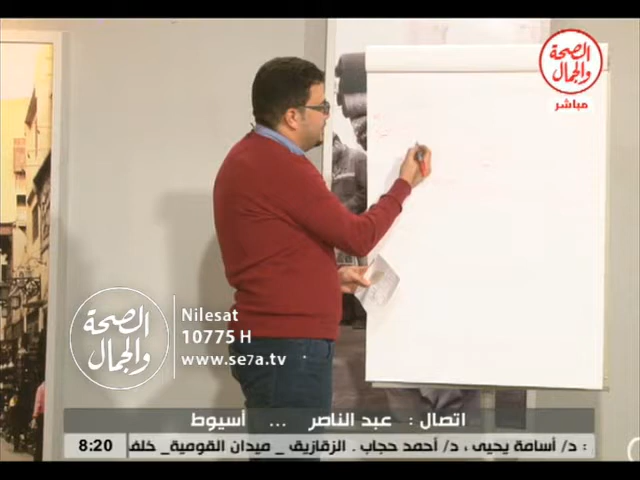 الصحة
والجمال
مباشر
الصحة
والجمال
Nilesat
10775 H
www.se7a.tv
اتصال : عبد الناصر ... أسيوط
: د/ أسامة يحيى ، د/ أحمد حجاب. الزقازيق _ ميدان القومية_ خلف
8:20